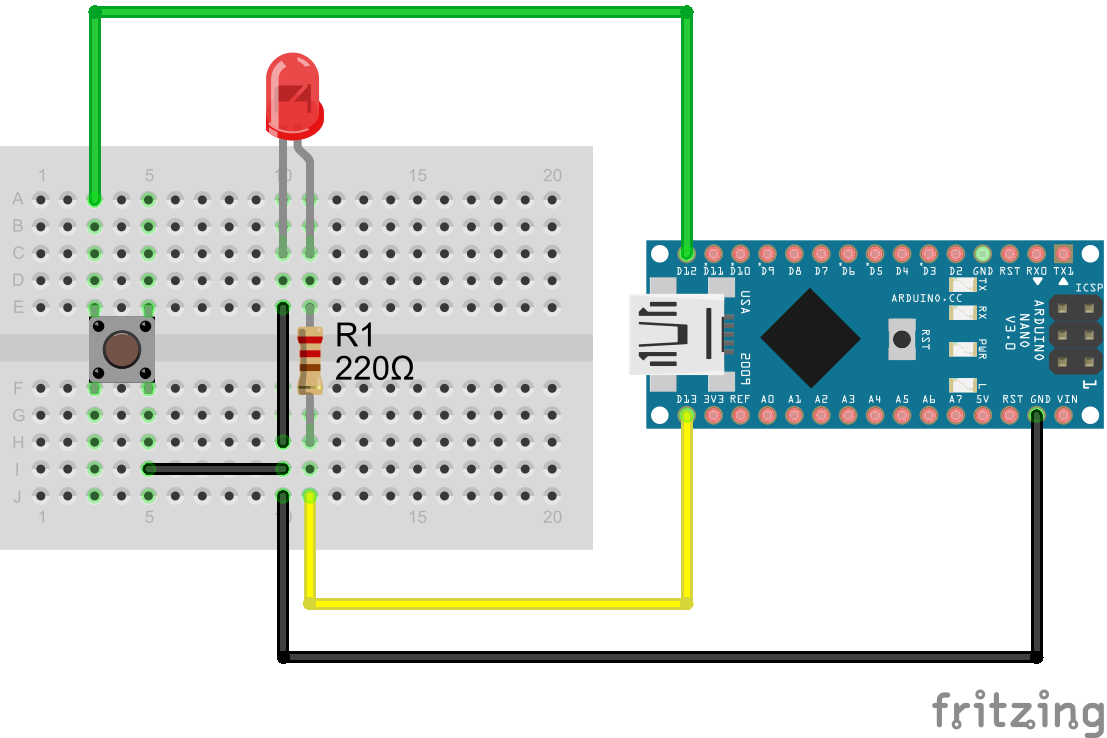 1 5 10 15 20
A
B
C
D
E
F
G
H
I
J
1 5 10 15 20
R1
220Ω
D12 D11 D10 D9 D8 D7 D6 D5 D4 D3 D2 GND RST RX0 TX1
USA
2009
ARDUINO.CC
RST
TX
RX
PWR
L
ARDUINO
NANO
V3.0
ICSP
1
D13 3V3 REF A0 A1 A2 A3 A4 A5 A6 A7 5V RST GND VIN
fritzing